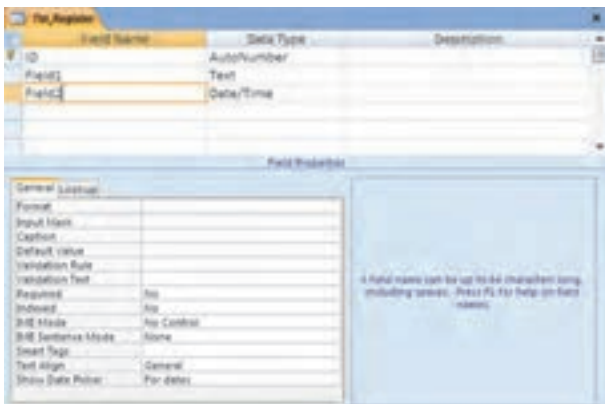 Tbl_Register
Field Name Data Type Description
ID AutoNumber
Field1 Text
Field2 Date/Time
Field Properties
General Lookup
Format
Input Mask
Caption
Default Value
Validation Rule
Validation Text
Required No
Indexed No
IME Mode No Control
IME Sentence Mode None
Smart Tags
Text Align General
Show Date Picker For dates
A field name can be up to 64 characters long,
including spaces. Press F1 for help on field
names.